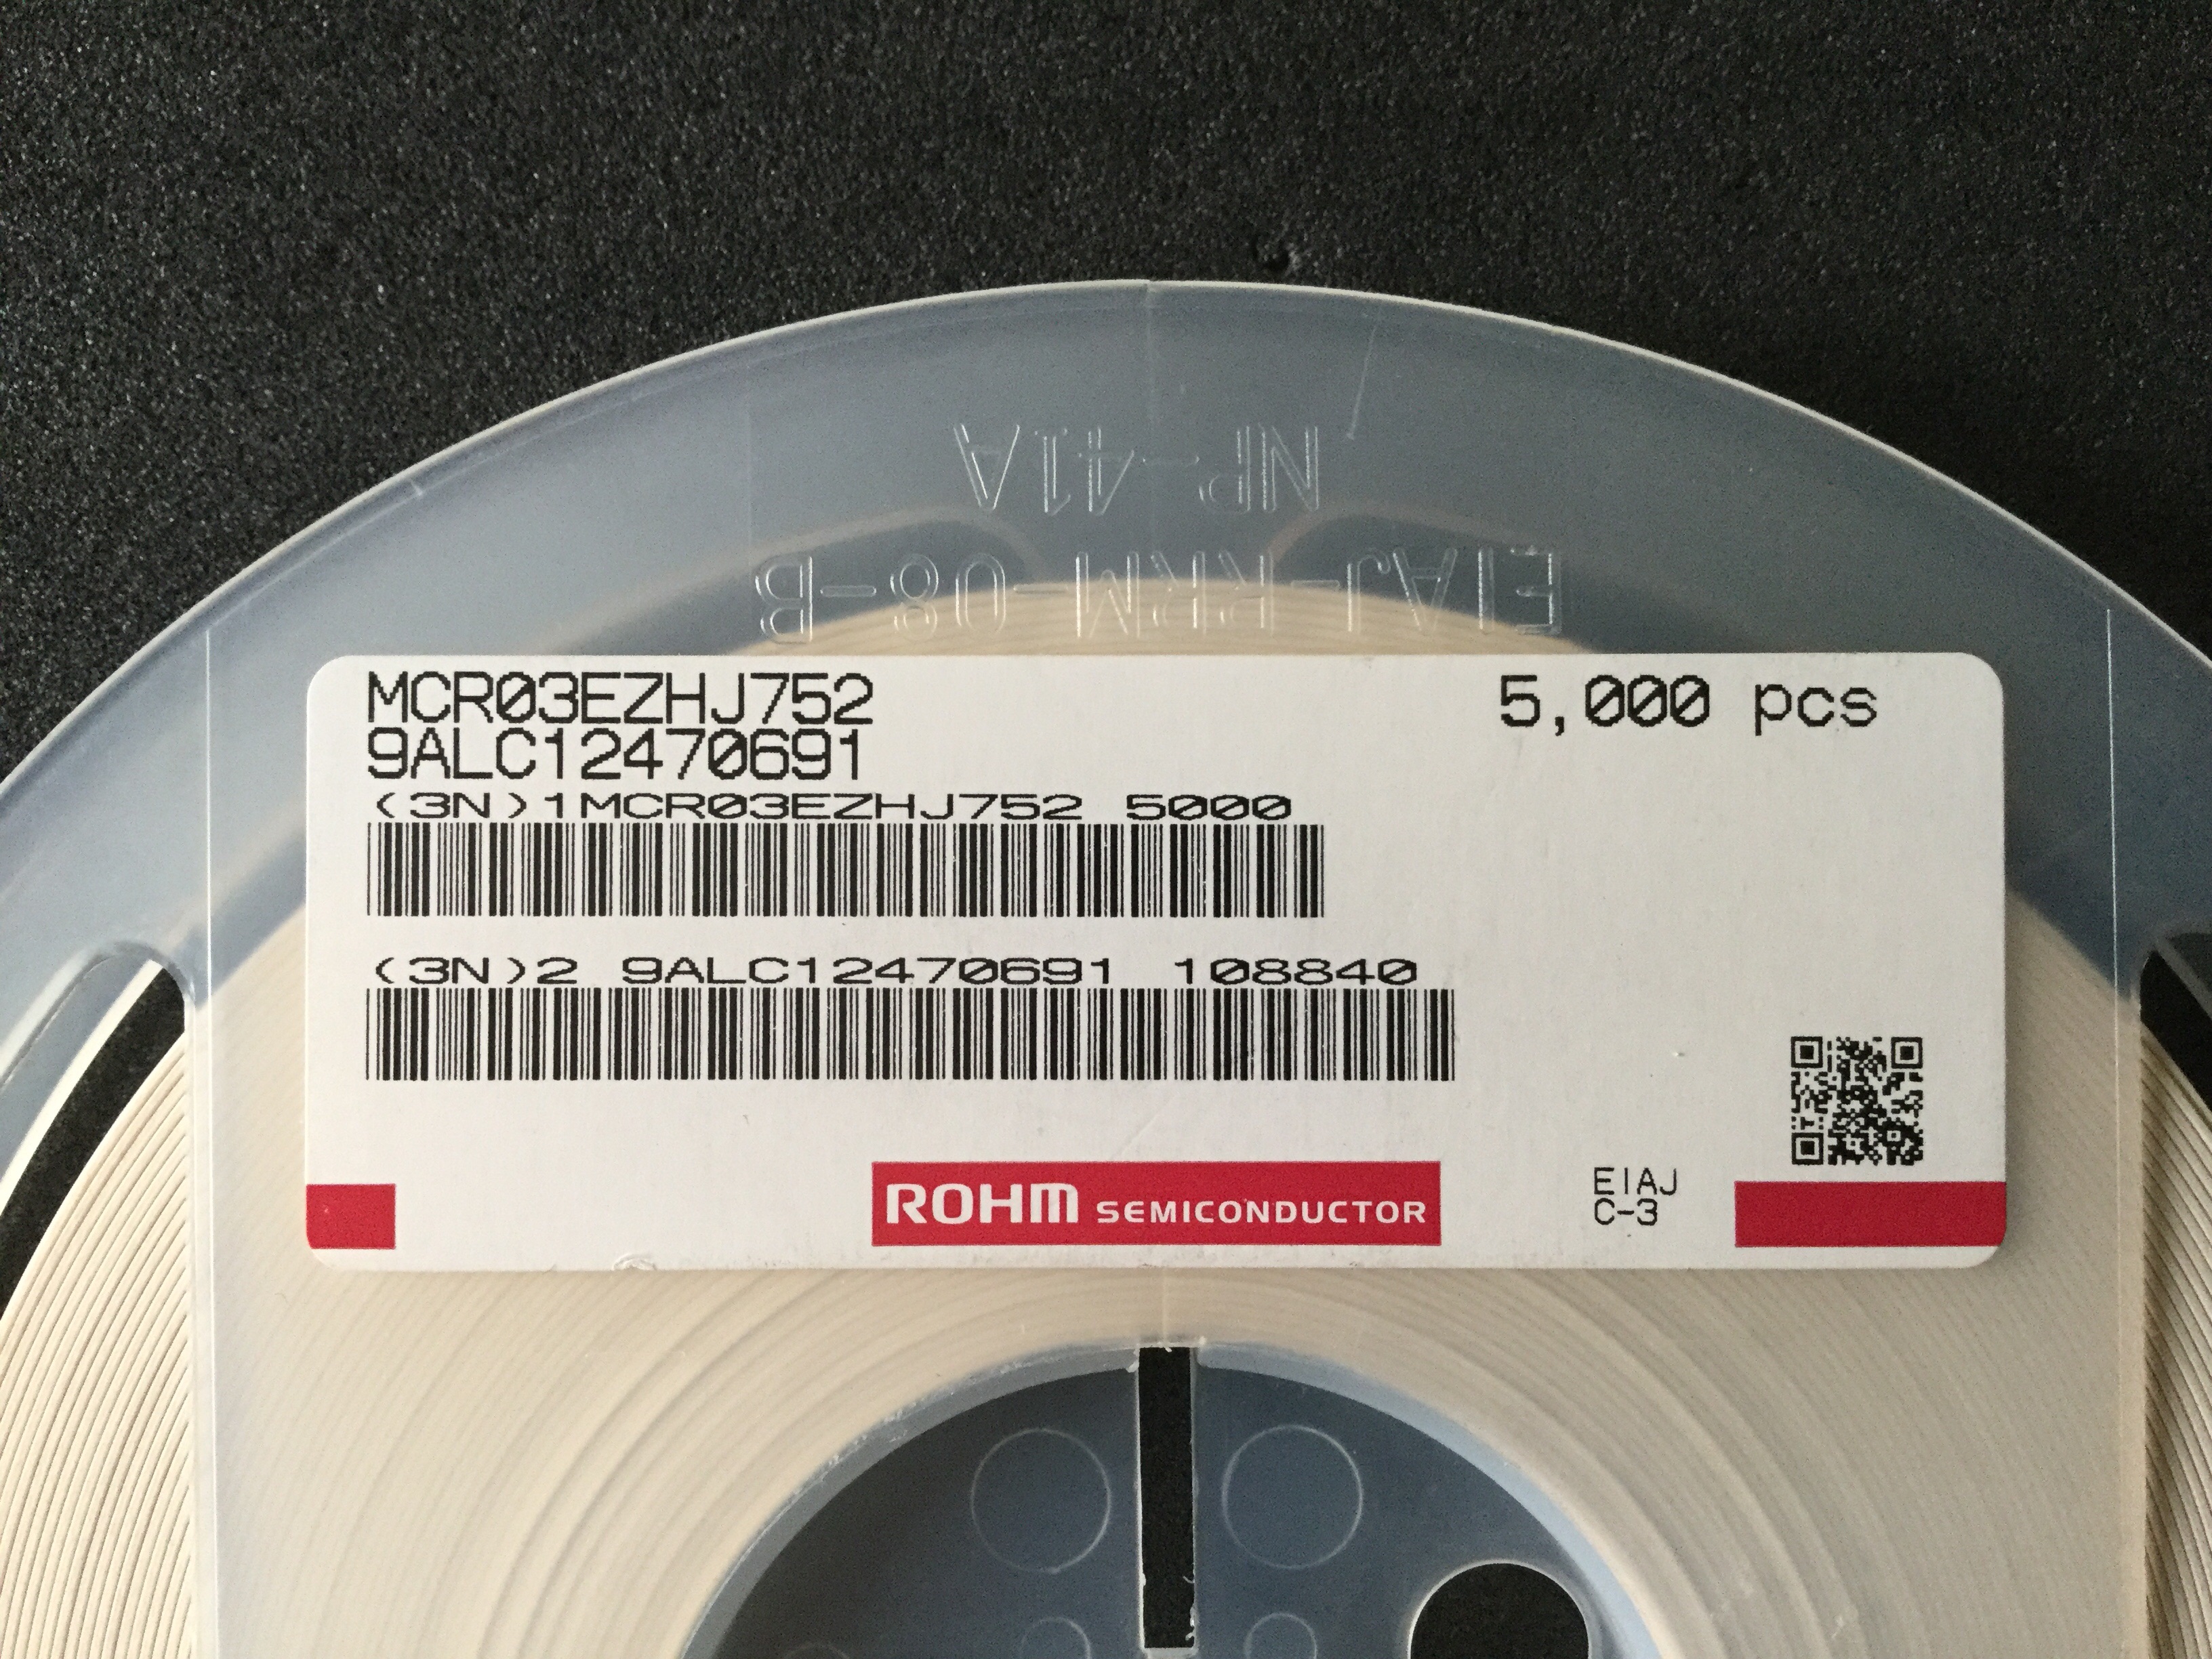 NP-41A
EIAJ-RRM-08-B
MCR03EZHJ752
5,000 pcs
9ALC12470691
(3N)1MCR03EZHJ752 5000
(3N)2 9ALC12470691 108840
EIAJ
C-3
ROHM SEMICONDUCTOR